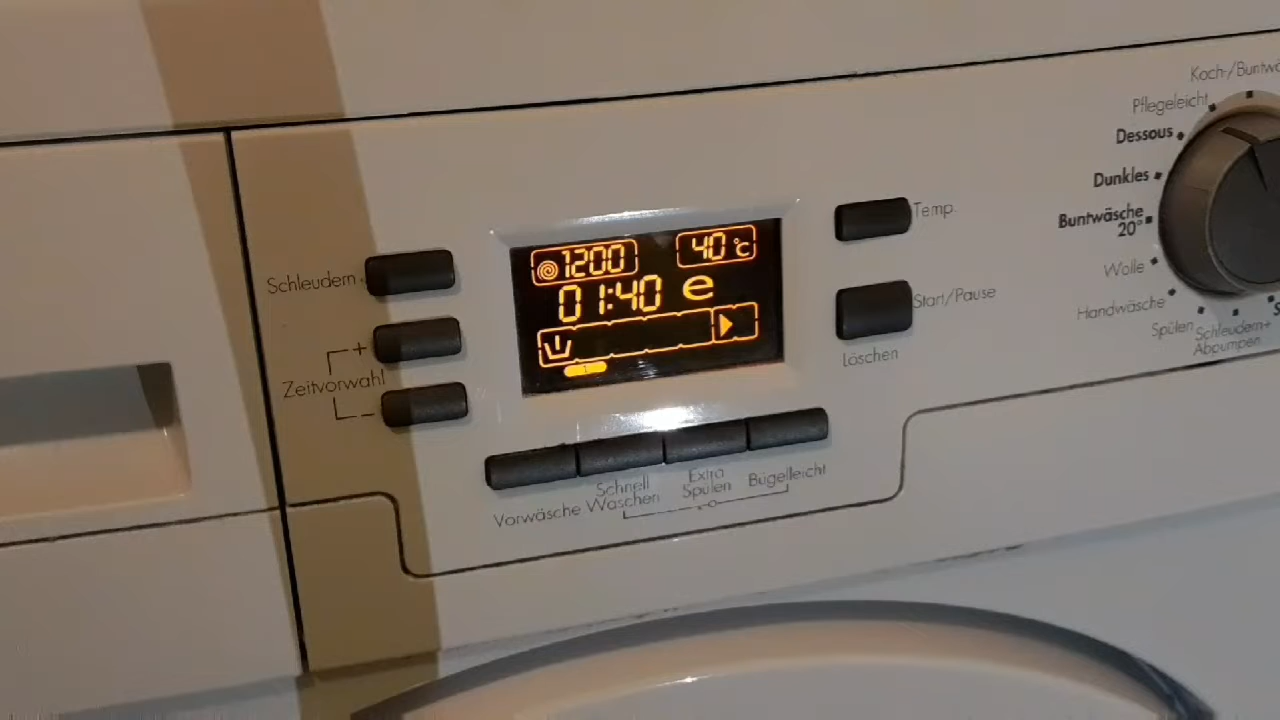 Koch-/Buntwä
Pflegeleicht
Dessous
Dunkles
Buntwäsche
20°
Wolle
Handwäsche
Spülen
Schleudern+
Abpumpen
Schleudern
+
Zeitvorwahl
-
1200
40 °C
01:40 e
Temp.
Start/Pause
Löschen
Vorwäsche
Schnell
Waschen
Extra
Spülen
Bügelleicht